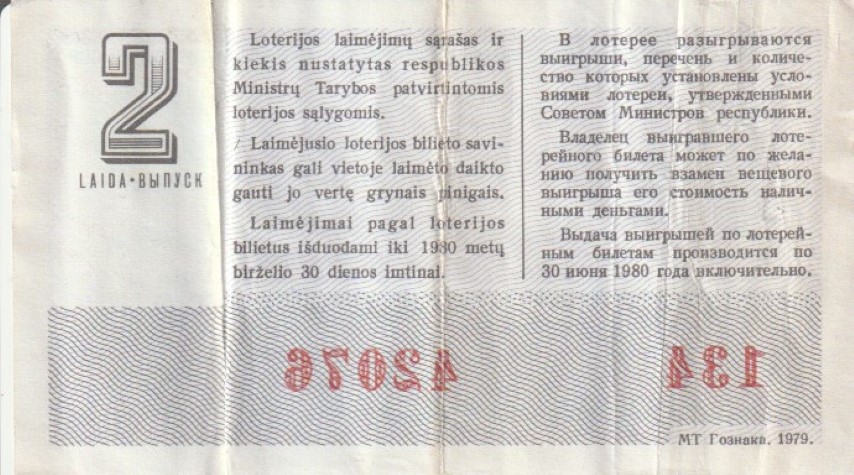 2
LAIDA • ВЫПУСК
Loterijos laimėjimų sąrašas ir
kiekis nustatytas respublikos
Ministrų Tarybos patvirtintomis
loterijos sąlygomis.
Laimėjusio loterijos bilieto savi-
ninkas gali vietoje laimėto daikto
gauti jo vertę grynais pinigais.
Laimėjimai pagal loterijos
bilietus išduodami iki 1980 metų
birželio 30 dienos imtinai.
В лотерее разыгрываются
выигрыши, перечень и количе-
ство которых установлены усло-
виями лотереи, утвержденными
Советом Министров республики.
Владелец выигравшего лоте-
рейного билета может по жела-
нию получить взамен вещевого
выигрыша его стоимость налич-
ными деньгами.
Выдача выигрышей по лотерей-
ным билетам производится по
30 июня 1980 года включительно.
42076 134
МТ Гознака. 1979.